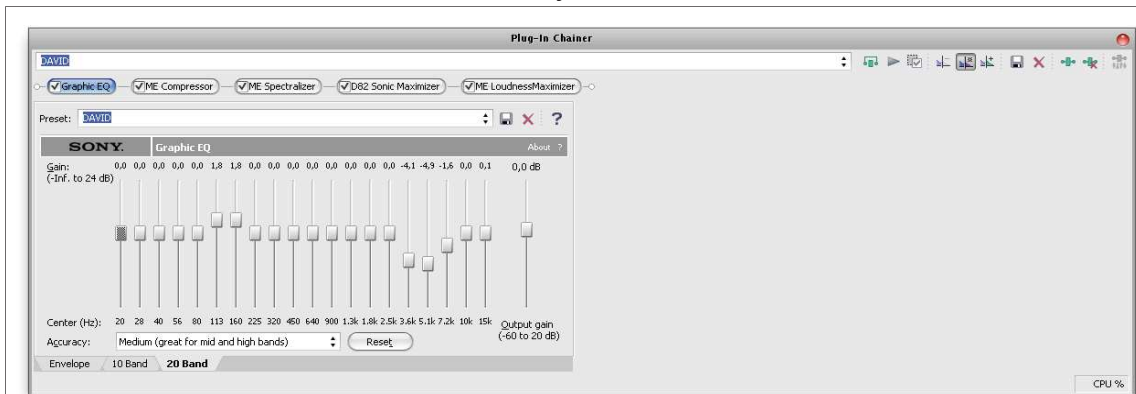 Plug-In Chainer
DAVID
Graphic EQ ME Compressor ME Spectralizer D82 Sonic Maximizer ME LoudnessMaximizer
Preset: DAVID ?
SONY. Graphic EQ About ?
Gain: 0,0 0,0 0,0 0,0 0,0 1,8 1,8 0,0 0,0 0,0 0,0 0,0 0,0 0,0 0,0 -4,1 -4,9 -1,6 0,0 0,1 0,0 dB
(-Inf. to 24 dB)
Center (Hz): 20 28 40 56 80 113 160 225 320 450 640 900 1.3k 1.8k 2.5k 3.6k 5.1k 7.2k 10k 15k Output gain
(-60 to 20 dB)
Accuracy: Medium (great for mid and high bands) Reset
Envelope 10 Band 20 Band
CPU %